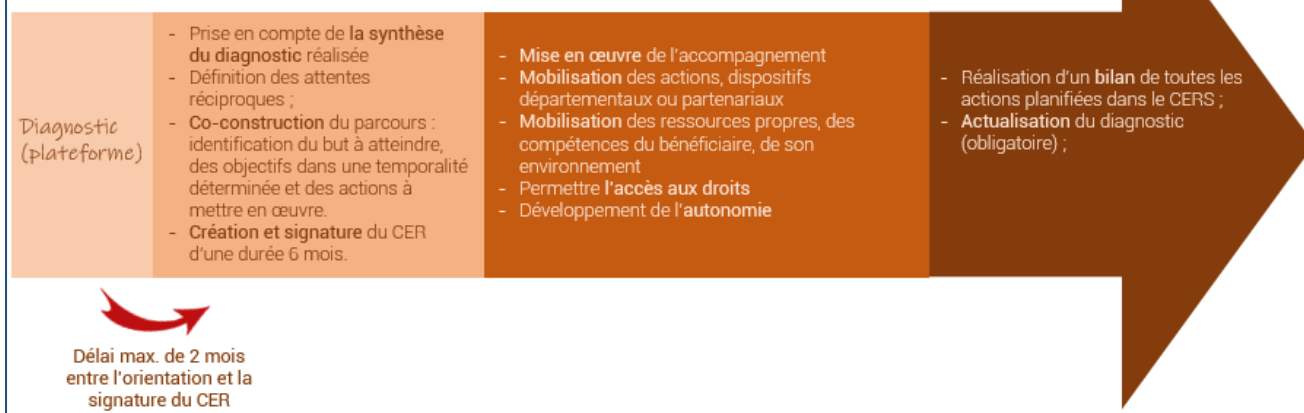 Diagnostic
(plateforme)
- Prise en compte de la synthèse
du diagnostic réalisée
- Définition des attentes
réciproques ;
- Co-construction du parcours :
identification du but à atteindre,
des objectifs dans une temporalité
déterminée et des actions à
mettre en œuvre.
- Création et signature du CER
d'une durée 6 mois.
- Mise en œuvre de l'accompagnement
- Mobilisation des actions, dispositifs
départementaux ou partenariaux
- Mobilisation des ressources propres, des
compétences du bénéficiaire, de son
environnement
- Permettre l'accès aux droits
- Développement de l'autonomie
- Réalisation d'un bilan de toutes les
actions planifiées dans le CERS ;
- Actualisation du diagnostic
(obligatoire) ;
Délai max. de 2 mois
entre l'orientation et la
signature du CER